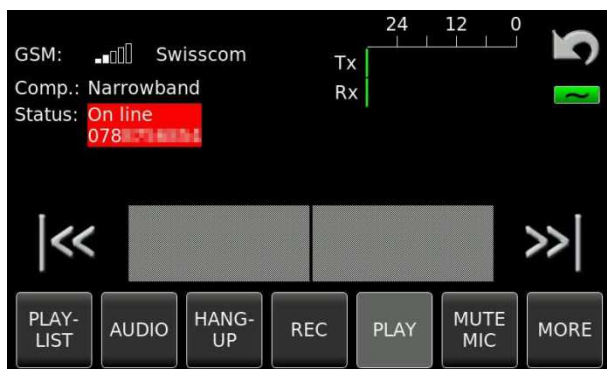 24 12 0
GSM: Swisscom
Tx
Comp.: Narrowband
Rx
Status: On line
078
|<< >>|
PLAY-
LIST
AUDIO
HANG-
UP
REC
PLAY
MUTE
MIC
MORE